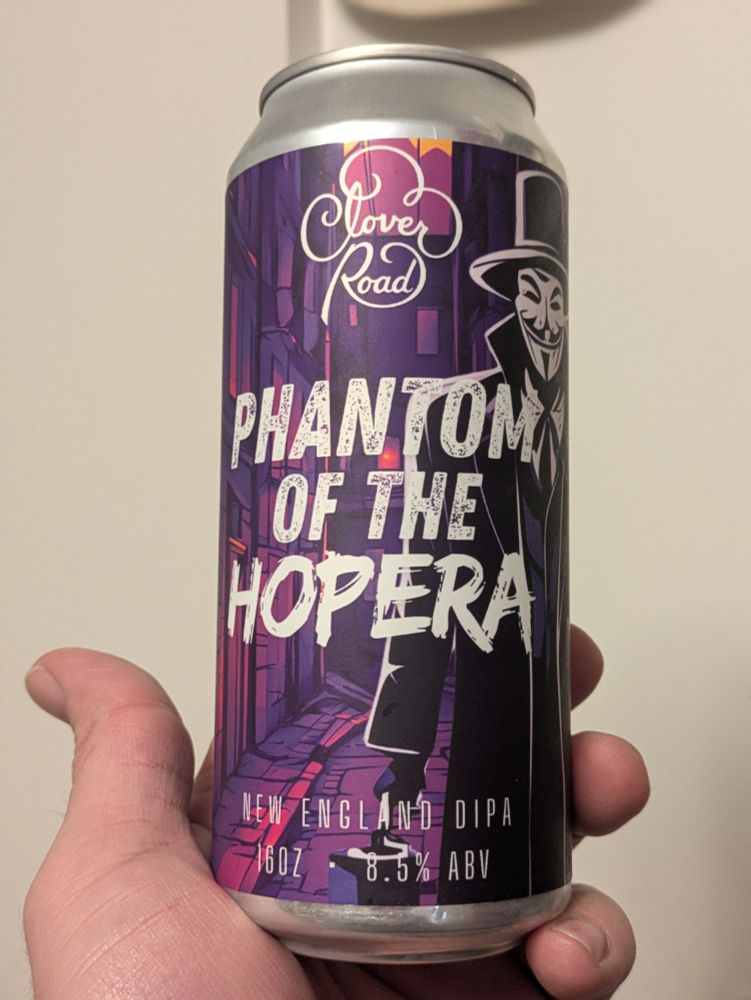 Clover
Road
PHANTOM
OF THE
HOPERA
NEW ENGLAND DIPA
16OZ · 8.5% ABV